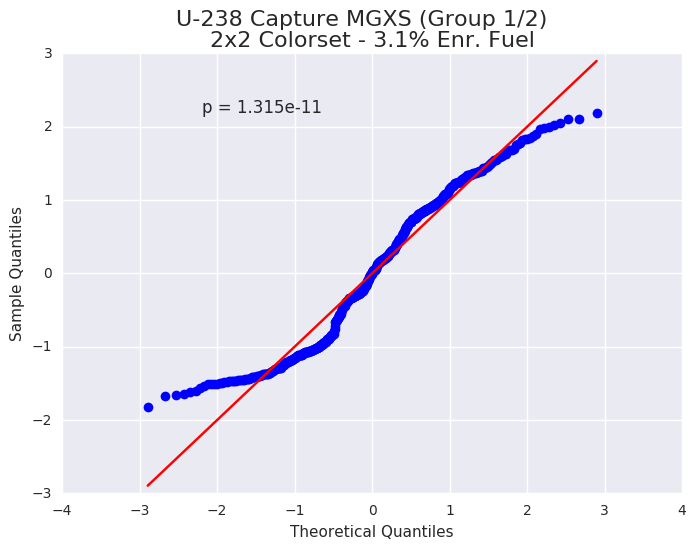 U-238 Capture MGXS (Group 1/2)
2x2 Colorset - 3.1% Enr. Fuel
p = 1.315e-11
Sample Quantiles
3
2
1
0
−1
−2
−3
−4 −3 −2 −1 0 1 2 3 4
Theoretical Quantiles